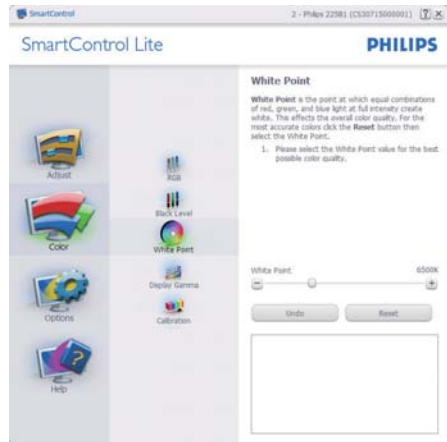 SmartControl
2 - Philips 225B1 (CS30715000001)
SmartControl Lite
PHILIPS
Adjust
Color
Options
Help
RGB
Black Level
White Point
Display Gamma
Calibration
White Point
White Point is the point at which equal combinations
of red, green, and blue light at full intensity create
white. This effects the overall color quality. For the
most accurate colors click the Reset button then
select the White Point.
1. Please select the White Point value for the best
possible color quality.
White Point
6500K
Undo
Reset